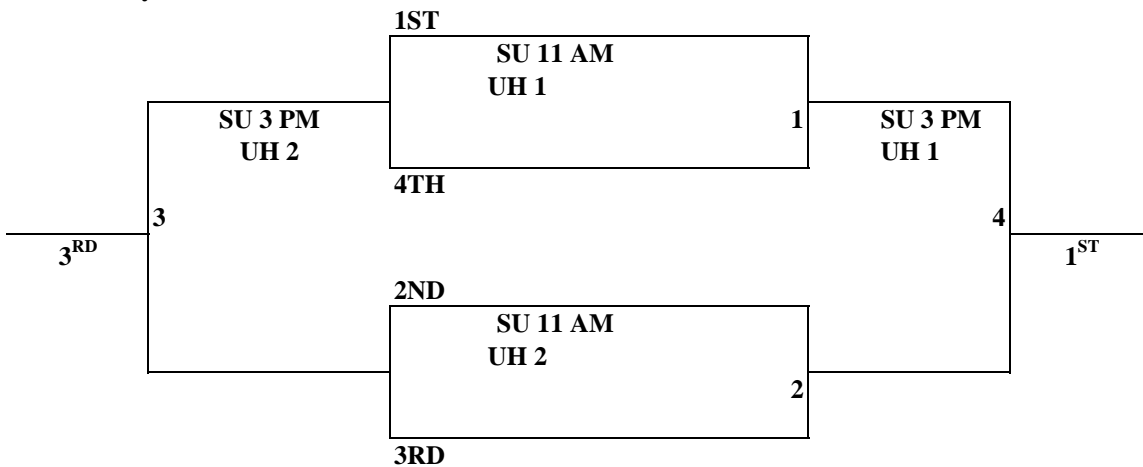 1ST
SU 11 AM
UH 1
1
SU 3 PM
UH 2
SU 3 PM
UH 1
4TH
3
4
3RD
1ST
2ND
SU 11 AM
UH 2
2
3RD